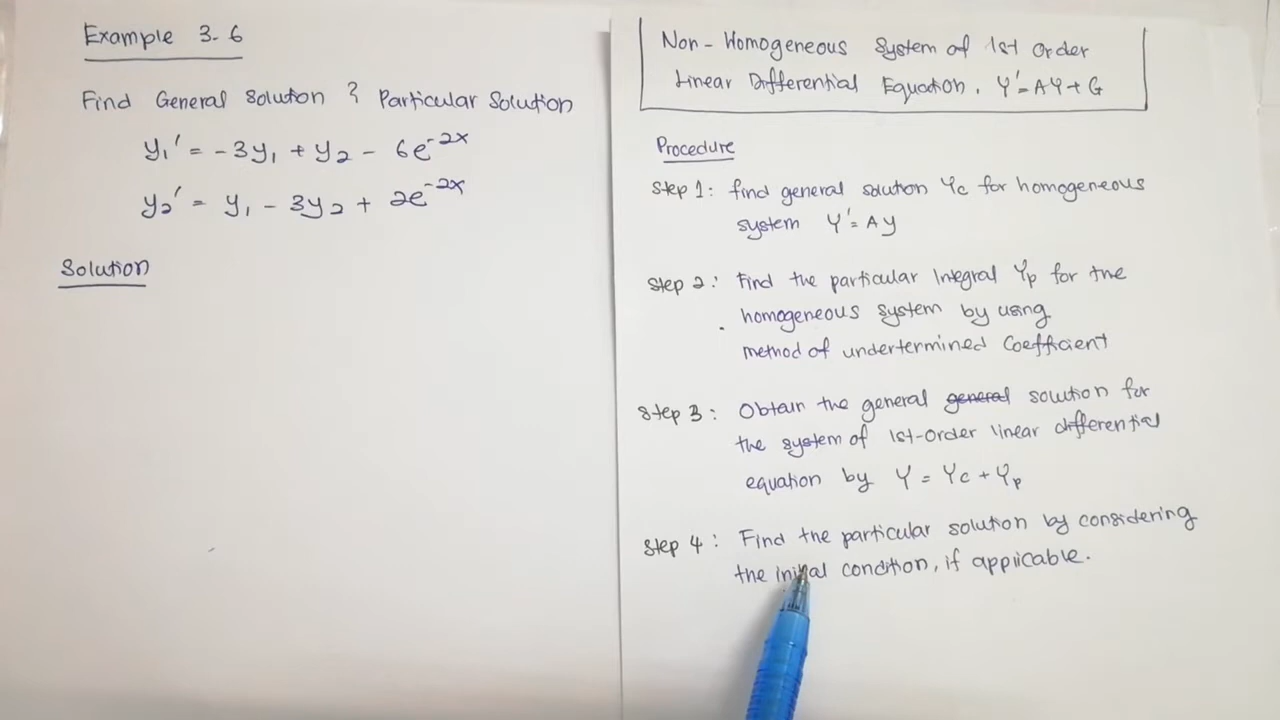 Example 3.6
Find General Solution & Particular Solution
y₁' = -3y₁ + y₂ - 6e⁻²ˣ
y₂' = y₁ - 3y₂ + 2e⁻²ˣ
Solution
Non-Homogeneous System of 1st Order
Linear Differential Equation. Y' = AY + G
Procedure
Step 1: find general solution Yc for homogeneous
system Y' = AY
Step 2: Find the particular Integral Yp for the
homogeneous system by using
method of undertermined coefficient
Step 3: Obtain the general general solution for
the system of 1st-Order linear differential
equation by Y = Yc + Yp
Step 4: Find the particular solution by considering
the initial condition, if applicable.